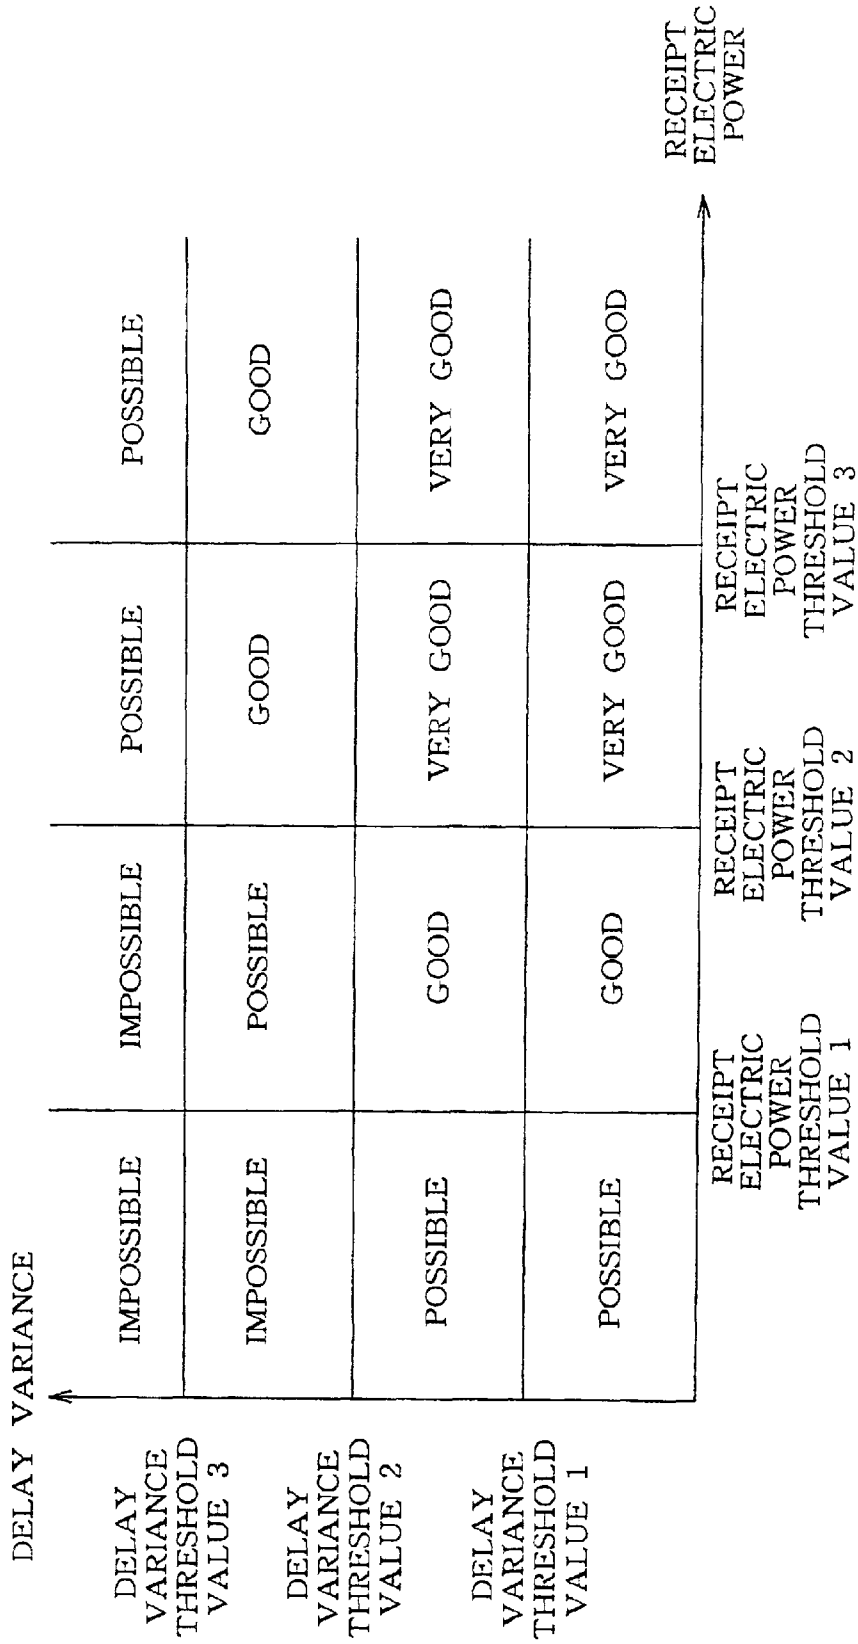 DELAY VARIANCE
DELAY
VARIANCE
THRESHOLD
VALUE 3
IMPOSSIBLE
IMPOSSIBLE
POSSIBLE
POSSIBLE
DELAY
VARIANCE
THRESHOLD
VALUE 2
IMPOSSIBLE
POSSIBLE
GOOD
GOOD
DELAY
VARIANCE
THRESHOLD
VALUE 1
POSSIBLE
GOOD
VERY GOOD
VERY GOOD
POSSIBLE
GOOD
VERY GOOD
VERY GOOD
RECEIPT
ELECTRIC
POWER
THRESHOLD
VALUE 1
RECEIPT
ELECTRIC
POWER
THRESHOLD
VALUE 2
RECEIPT
ELECTRIC
POWER
THRESHOLD
VALUE 3
RECEIPT
ELECTRIC
POWER